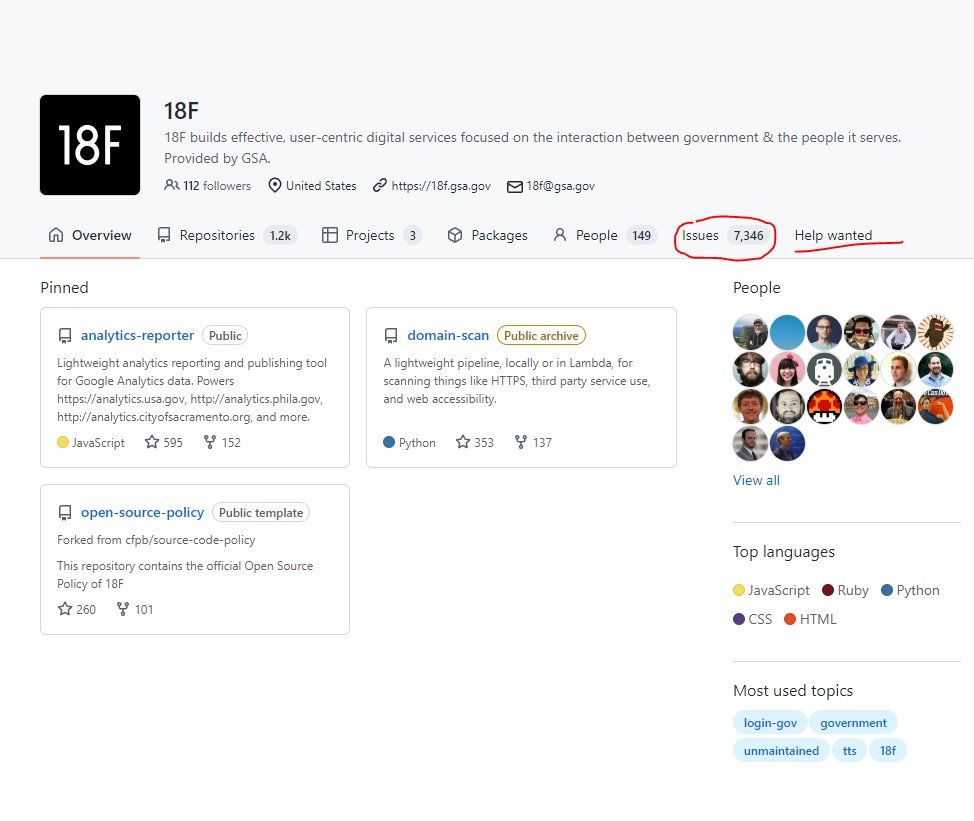 18F
18F
18F builds effective, user-centric digital services focused on the interaction between government & the people it serves.
Provided by GSA.
112 followers United States https://18f.gsa.gov 18f@gsa.gov
Overview Repositories 1.2k Projects 3 Packages People 149 Issues 7,346 Help wanted
Pinned
analytics-reporter Public
Lightweight analytics reporting and publishing tool
for Google Analytics data. Powers
https://analytics.usa.gov, http://analytics.phila.gov,
http://analytics.cityofsacramento.org, and more.
JavaScript 595 152
domain-scan Public archive
A lightweight pipeline, locally or in Lambda, for
scanning things like HTTPS, third party service use,
and web accessibility.
Python 353 137
open-source-policy Public template
Forked from cfpb/source-code-policy
This repository contains the official Open Source
Policy of 18F
260 101
People
View all
Top languages
JavaScript Ruby Python
CSS HTML
Most used topics
login-gov government
unmaintained tts 18f